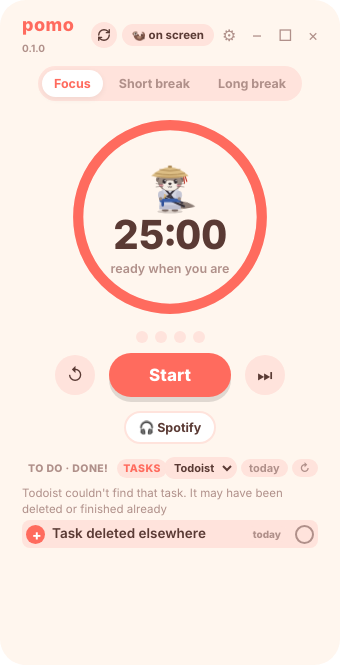 pomo
0.1.0
on screen
Focus Short break Long break
25:00
ready when you are
Start
Spotify
TO DO · DONE! TASKS Todoist today
Todoist couldn't find that task. It may have been
deleted or finished already
Task deleted elsewhere today